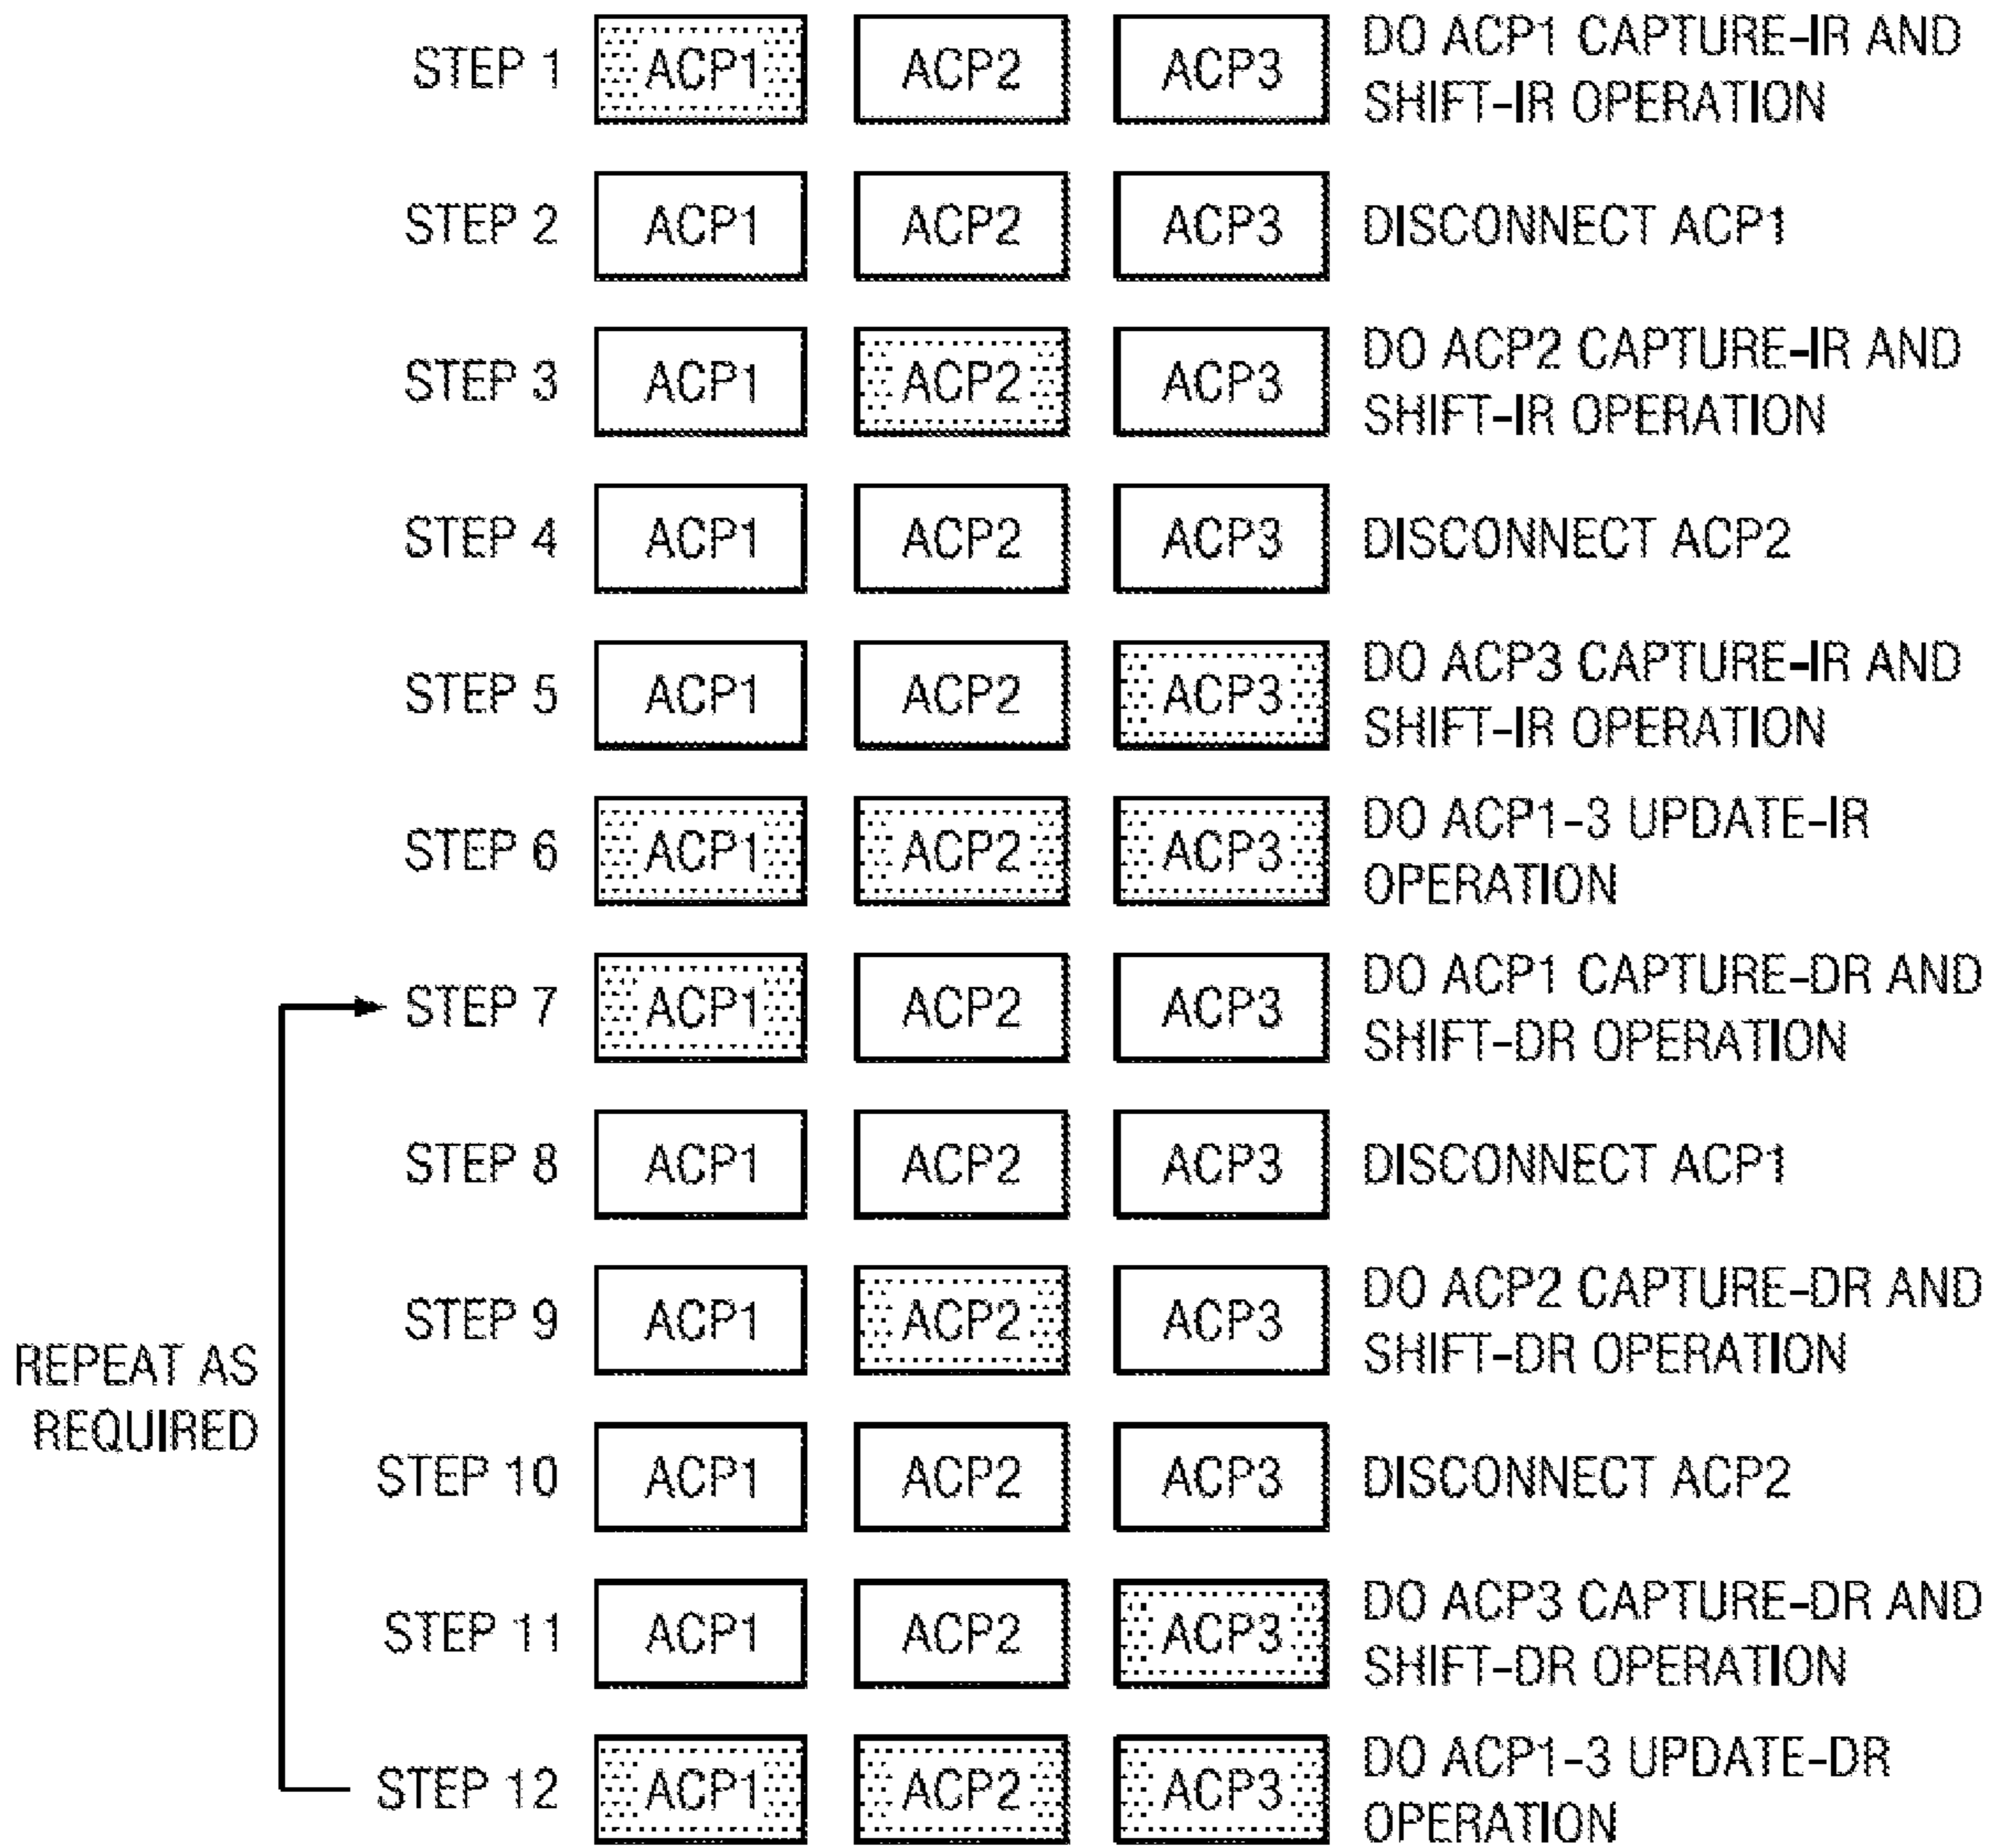 STEP 1 ACP1 ACP2 ACP3 DO ACP1 CAPTURE-IR AND
SHIFT-IR OPERATION
STEP 2 ACP1 ACP2 ACP3 DISCONNECT ACP1
STEP 3 ACP1 ACP2 ACP3 DO ACP2 CAPTURE-IR AND
SHIFT-IR OPERATION
STEP 4 ACP1 ACP2 ACP3 DISCONNECT ACP2
STEP 5 ACP1 ACP2 ACP3 DO ACP3 CAPTURE-IR AND
SHIFT-IR OPERATION
STEP 6 ACP1 ACP2 ACP3 DO ACP1-3 UPDATE-IR
OPERATION
STEP 7 ACP1 ACP2 ACP3 DO ACP1 CAPTURE-DR AND
SHIFT-DR OPERATION
STEP 8 ACP1 ACP2 ACP3 DISCONNECT ACP1
STEP 9 ACP1 ACP2 ACP3 DO ACP2 CAPTURE-DR AND
SHIFT-DR OPERATION
REPEAT AS
REQUIRED
STEP 10 ACP1 ACP2 ACP3 DISCONNECT ACP2
STEP 11 ACP1 ACP2 ACP3 DO ACP3 CAPTURE-DR AND
SHIFT-DR OPERATION
STEP 12 ACP1 ACP2 ACP3 DO ACP1-3 UPDATE-DR
OPERATION